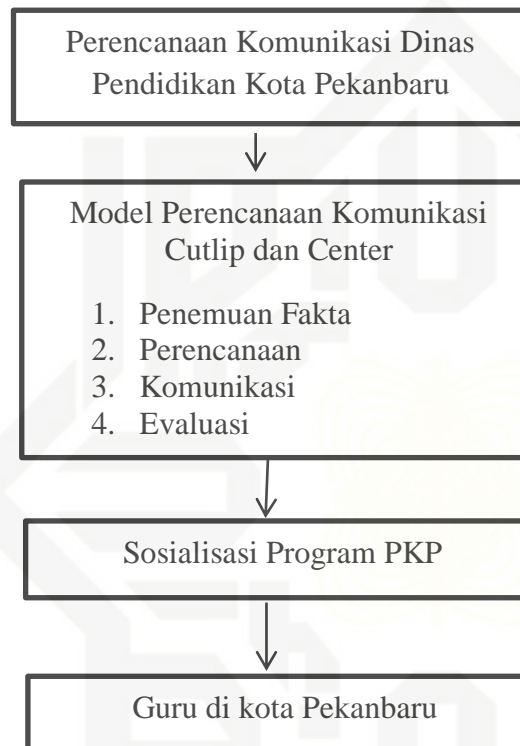 Perencanaan Komunikasi Dinas
Pendidikan Kota Pekanbaru
Model Perencanaan Komunikasi
Cutlip dan Center
1. Penemuan Fakta
2. Perencanaan
3. Komunikasi
4. Evaluasi
Sosialisasi Program PKP
Guru di kota Pekanbaru